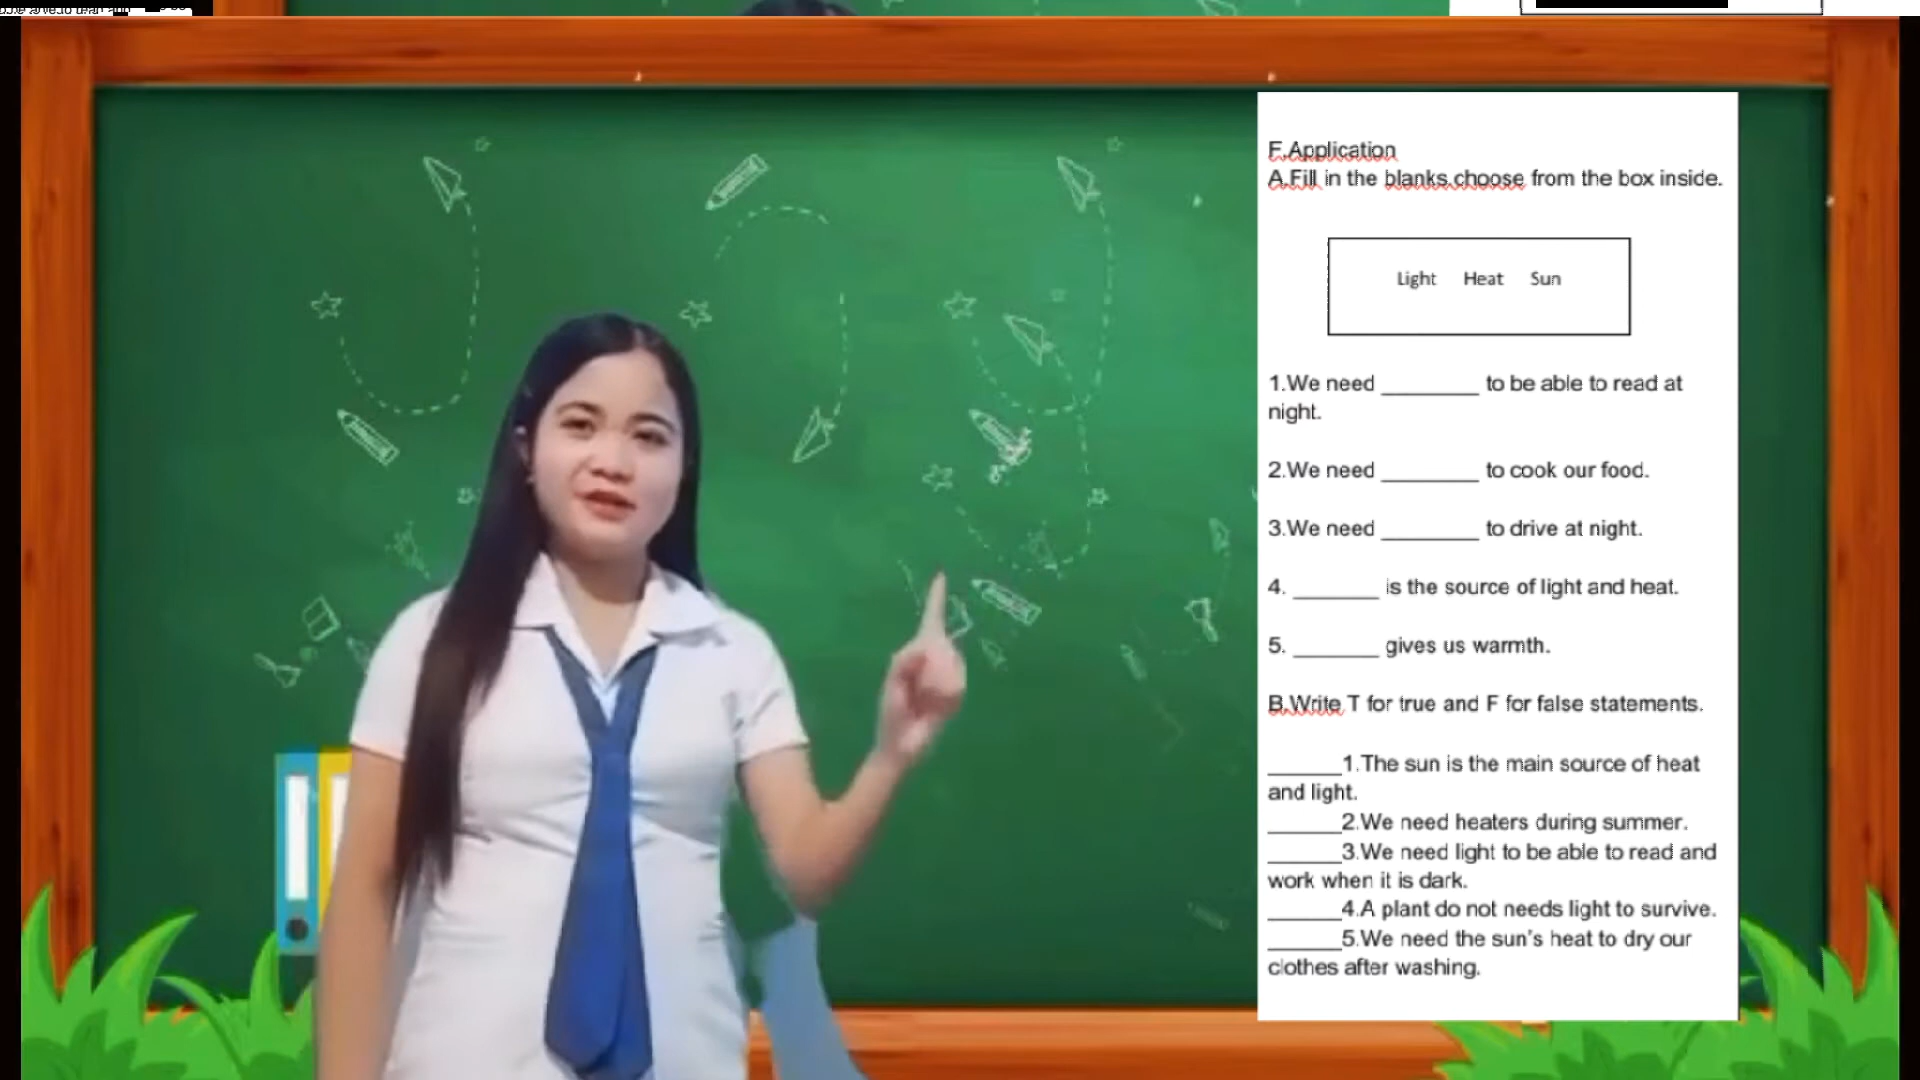 F.Application
A.Fill in the blanks,choose from the box inside.
Light Heat Sun
1.We need ________ to be able to read at
night.
2.We need ________ to cook our food.
3.We need ________ to drive at night.
4. _______ is the source of light and heat.
5. _______ gives us warmth.
B.Write T for true and F for false statements.
______1.The sun is the main source of heat
and light.
______2.We need heaters during summer.
______3.We need light to be able to read and
work when it is dark.
______4.A plant do not needs light to survive.
______5.We need the sun's heat to dry our
clothes after washing.